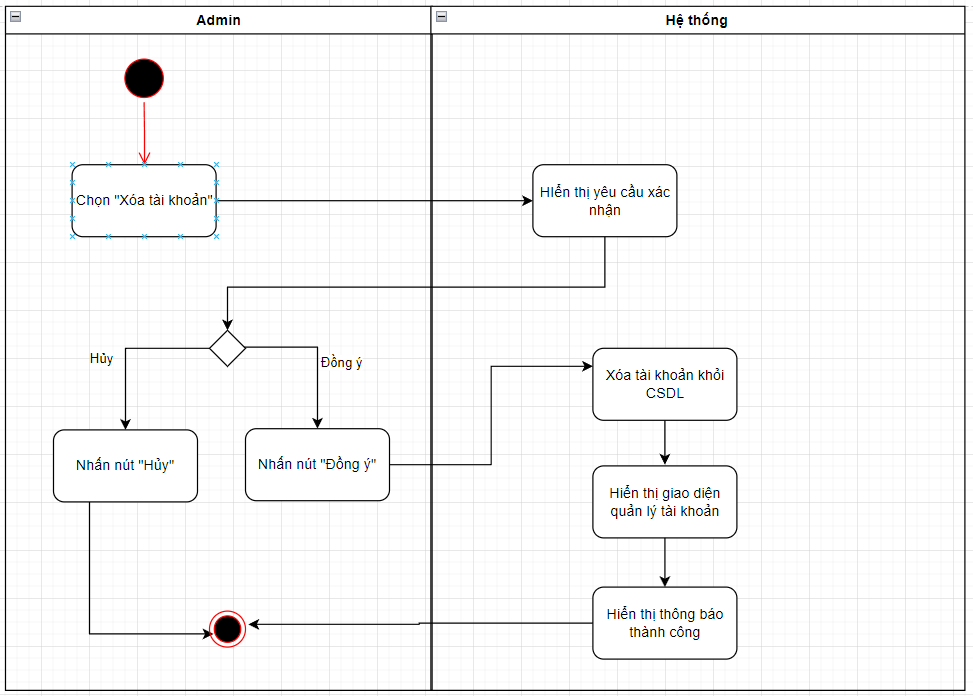 Admin
Hệ thống
Chọn "Xóa tài khoản"
HIển thị yêu cầu xác
nhận
Hủy
Đồng ý
Nhấn nút "Hủy"
Nhấn nút "Đồng ý"
Xóa tài khoản khỏi
CSDL
Hiển thị giao diện
quản lý tài khoản
Hiển thị thông báo
thành công